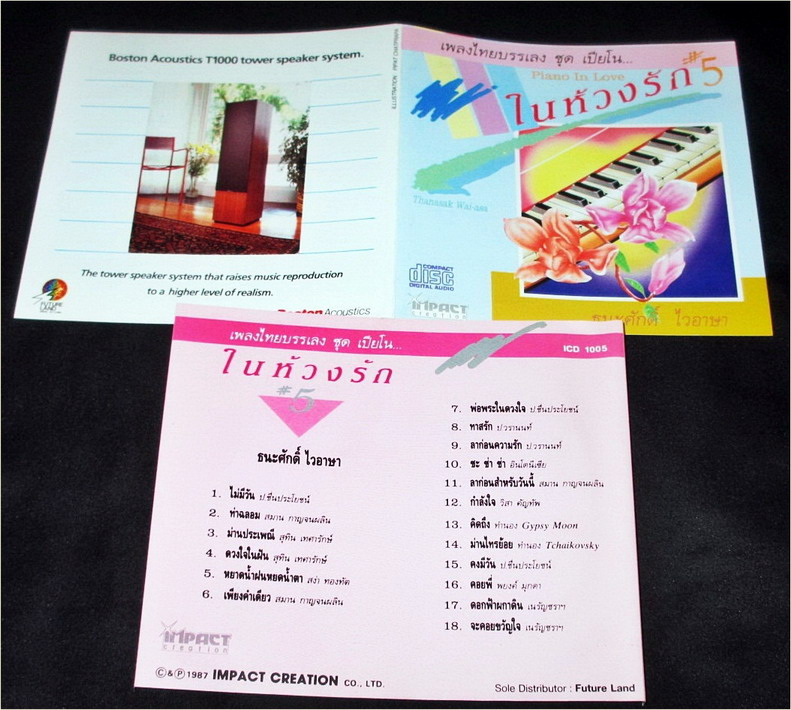 Boston Acoustics T1000 tower speaker system.
The tower speaker system that raises music reproduction
to a higher level of realism.
FUTURE
LAND
Boston Acoustics
เพลงไทยบรรเลง ชุด เปียโน...
Piano In Love
ในห้วงรัก #5
Thanasak Wai-asa
COMPACT
disc
DIGITAL AUDIO
IMPACT
creation
ธนะศักดิ์ ไวอาษา
เพลงไทยบรรเลง ชุด เปียโน...
ICD 1005
ในห้วงรัก
#5
ธนะศักดิ์ ไวอาษา
1. ไม่มีวัน ป.ชื่นประโยชน์
2. ท่าฉลอม สมาน กาญจนผลิน
3. ม่านประเพณี สุทิน เทศารักษ์
4. ดวงใจในฝัน สุทิน เทศารักษ์
5. หยาดน้ำฝนหยดน้ำตา สง่า ทองทัต
6. เพียงคำเดียว สมาน กาญจนผลิน
7. พ่อพระในดวงใจ ป.ชื่นประโยชน์
8. ทาสรัก ป.วรานนท์
9. ลาก่อนความรัก ป.วรานนท์
10. ชะ ช่า ช่า อินโดนีเซีย
11. ลาก่อนสำหรับวันนี้ สมาน กาญจนผลิน
12. กำลังใจ วิสา คัญทัพ
13. คิดถึง ทำนอง Gypsy Moon
14. ม่านไทรย้อย ทำนอง Tchaikovsky
15. คงมีวัน ป.ชื่นประโยชน์
16. คอยพี่ พยงค์ มุกดา
17. ดอกฟ้าผกาดิน เนรัญชราฯ
18. จะคอยขวัญใจ เนรัญชราฯ
IMPACT
creation
©&℗1987 IMPACT CREATION CO., LTD.
Sole Distributor : Future Land